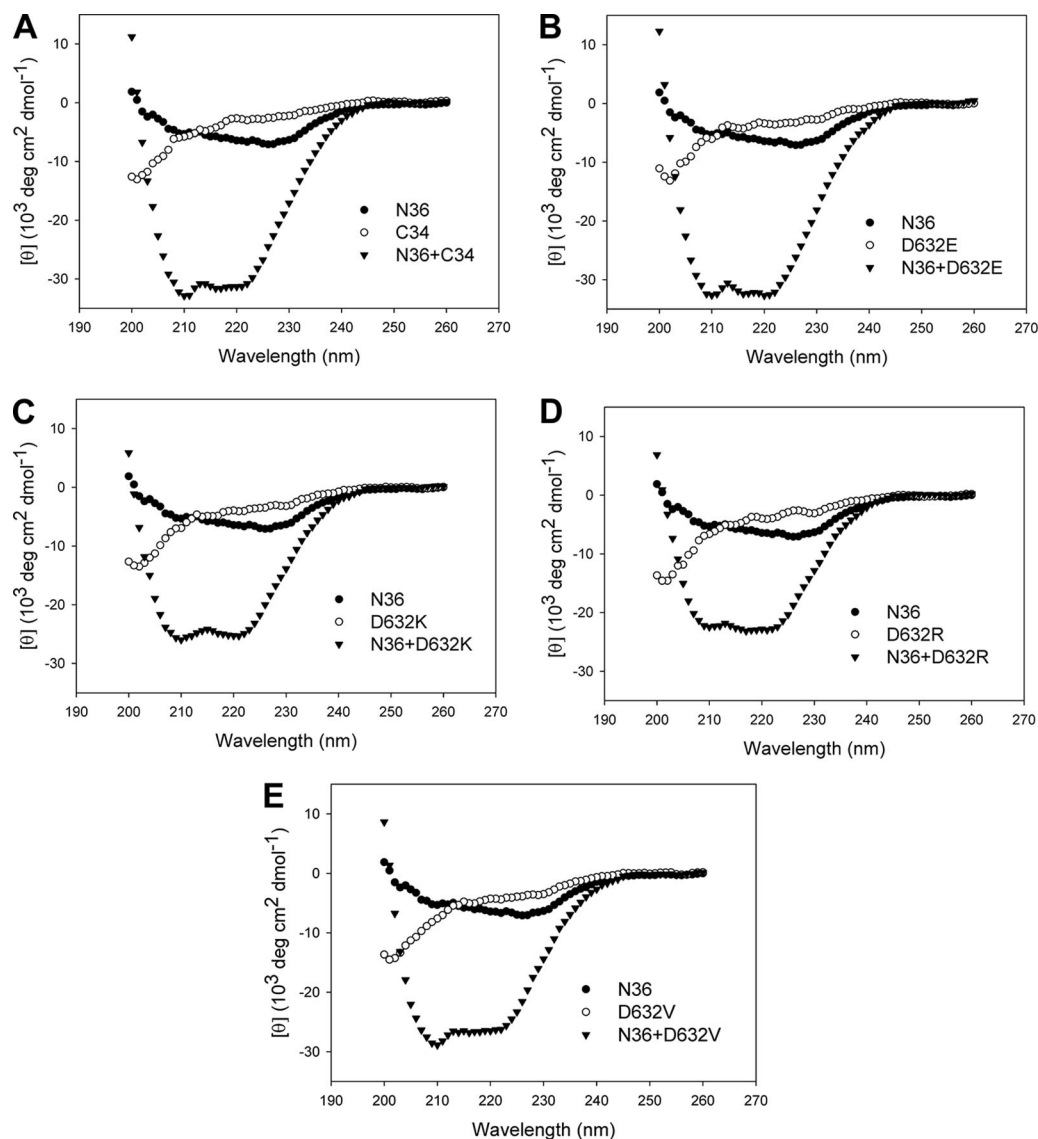 A
[θ] (10³ deg cm² dmol⁻¹)
10
0
-10
-20
-30
190 200 210 220 230 240 250 260 270
Wavelength (nm)
N36
C34
N36+C34
B
[θ] (10³ deg cm² dmol⁻¹)
10
0
-10
-20
-30
190 200 210 220 230 240 250 260 270
Wavelength (nm)
N36
D632E
N36+D632E
C
[θ] (10³ deg cm² dmol⁻¹)
10
0
-10
-20
-30
190 200 210 220 230 240 250 260 270
Wavelength (nm)
N36
D632K
N36+D632K
D
[θ] (10³ deg cm² dmol⁻¹)
10
0
-10
-20
-30
190 200 210 220 230 240 250 260 270
Wavelength (nm)
N36
D632R
N36+D632R
E
[θ] (10³ deg cm² dmol⁻¹)
10
0
-10
-20
-30
190 200 210 220 230 240 250 260 270
Wavelength (nm)
N36
D632V
N36+D632V